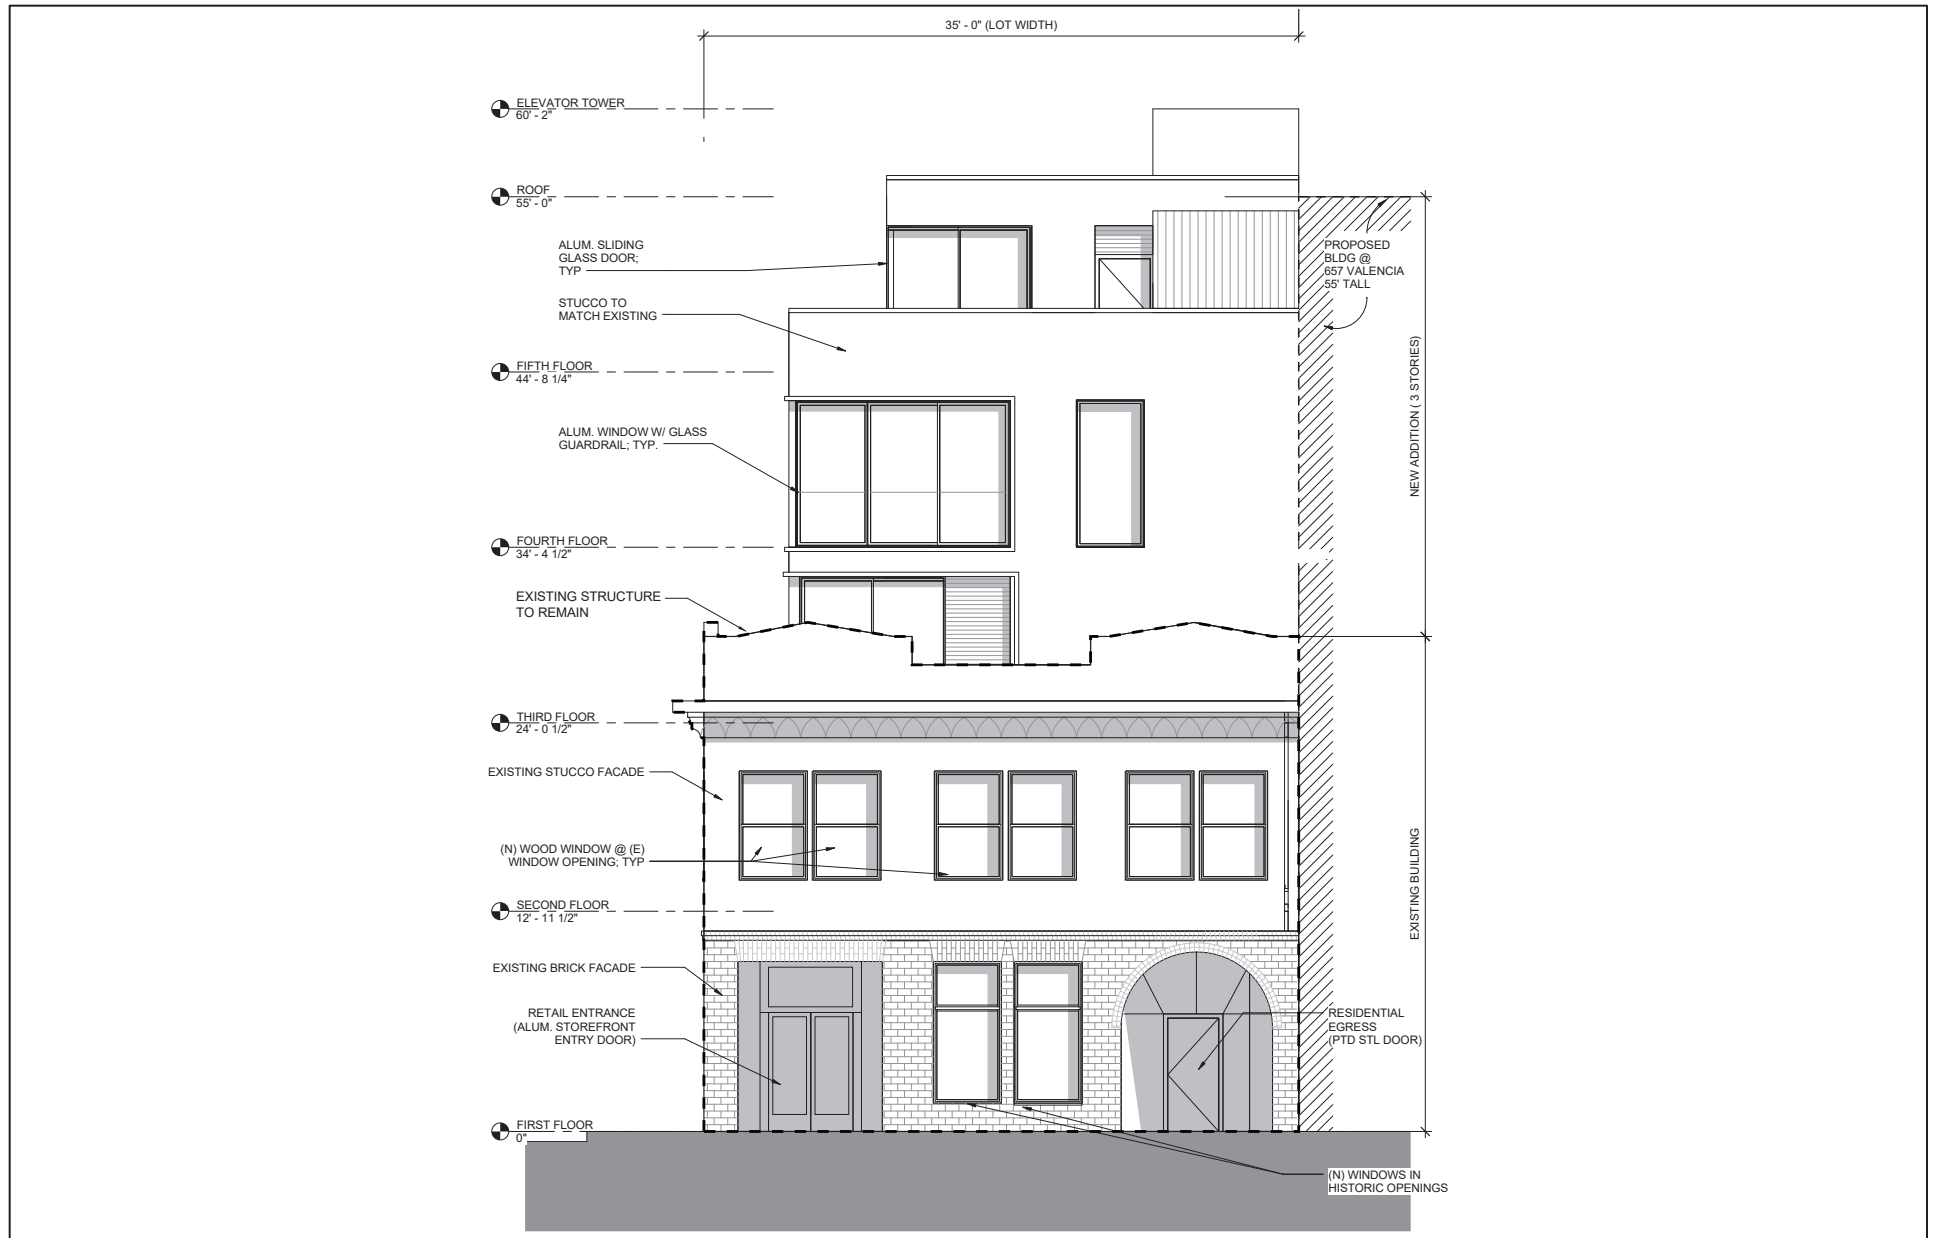 35' - 0" (LOT WIDTH)
ELEVATOR TOWER
60' - 2"
ROOF
55' - 0"
ALUM. SLIDING
GLASS DOOR;
TYP
PROPOSED
BLDG @
657 VALENCIA
55' TALL
STUCCO TO
MATCH EXISTING
FIFTH FLOOR
44' - 8 1/4"
NEW ADDITION ( 3 STORIES)
ALUM. WINDOW W/ GLASS
GUARDRAIL; TYP.
FOURTH FLOOR
34' - 4 1/2"
EXISTING STRUCTURE
TO REMAIN
THIRD FLOOR
24' - 0 1/2"
EXISTING STUCCO FACADE
(N) WOOD WINDOW @ (E)
WINDOW OPENING; TYP
EXISTING BUILDING
SECOND FLOOR
12' - 11 1/2"
EXISTING BRICK FACADE
RETAIL ENTRANCE
(ALUM. STOREFRONT
ENTRY DOOR)
RESIDENTIAL
EGRESS
(PTD STL DOOR)
FIRST FLOOR
0"
(N) WINDOWS IN
HISTORIC OPENINGS